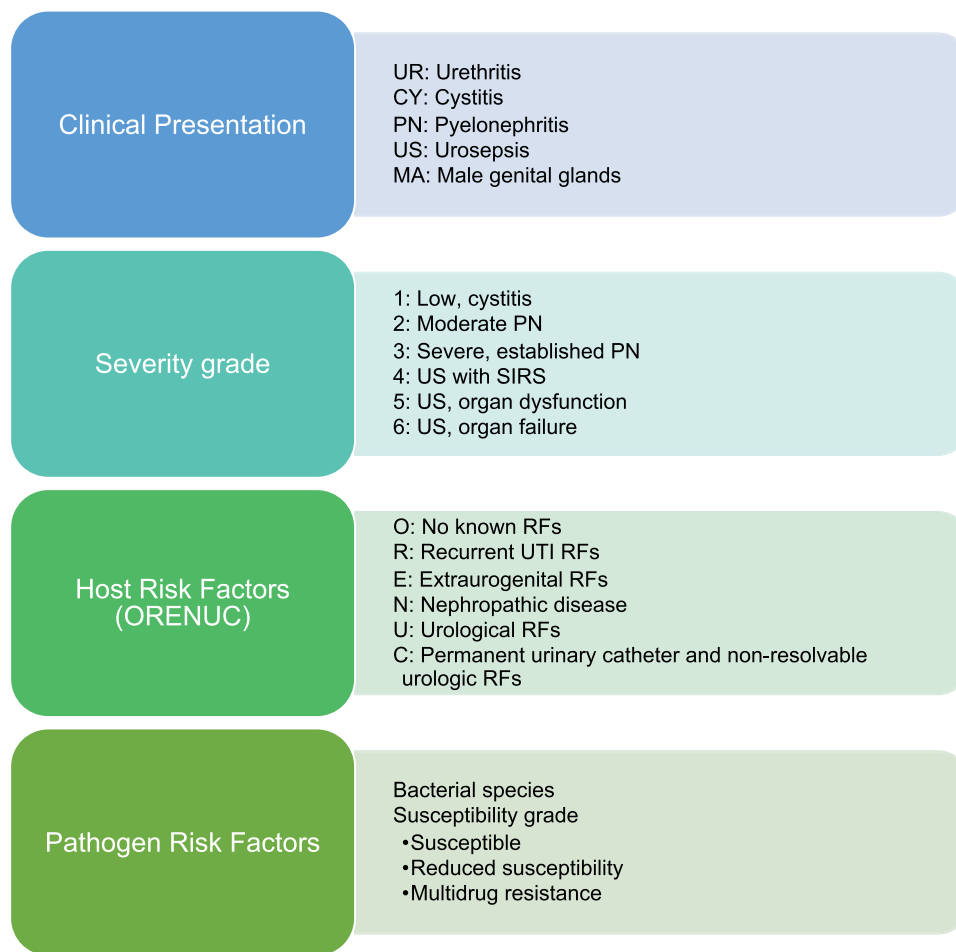 Clinical Presentation
UR: Urethritis
CY: Cystitis
PN: Pyelonephritis
US: Urosepsis
MA: Male genital glands
Severity grade
1: Low, cystitis
2: Moderate PN
3: Severe, established PN
4: US with SIRS
5: US, organ dysfunction
6: US, organ failure
Host Risk Factors
(ORENUC)
O: No known RFs
R: Recurrent UTI RFs
E: Extraurogenital RFs
N: Nephropathic disease
U: Urological RFs
C: Permanent urinary catheter and non-resolvable
urologic RFs
Pathogen Risk Factors
Bacterial species
Susceptibility grade
•Susceptible
•Reduced susceptibility
•Multidrug resistance